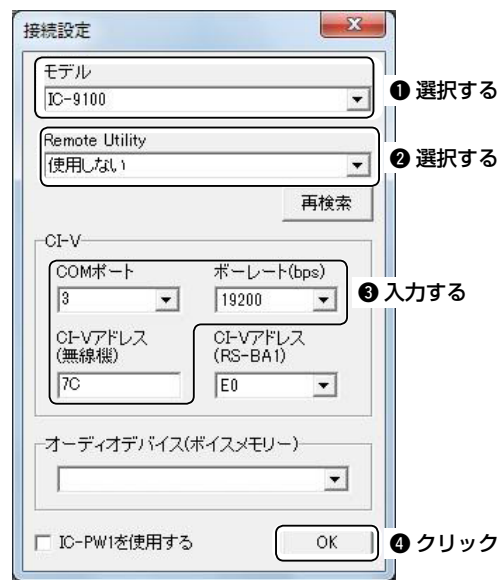 接続設定
モデル
IC-9100
❶ 選択する
Remote Utility
使用しない
❷ 選択する
再検索
CI-V
COMポート
ボーレート(bps)
3
19200
❸ 入力する
CI-Vアドレス
(無線機)
CI-Vアドレス
(RS-BA1)
7C
E0
オーディオデバイス(ボイスメモリー)
IC-PW1を使用する
OK
❹ クリック